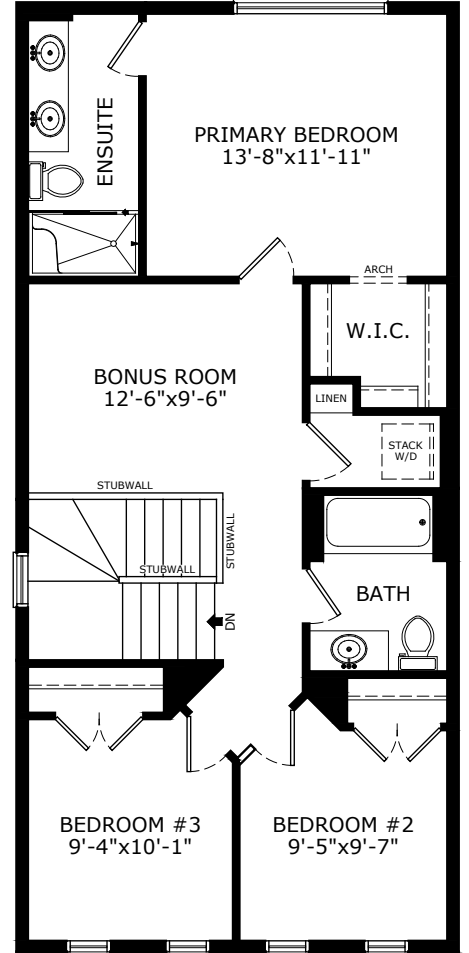 ENSUITE
PRIMARY BEDROOM
13'-8"x11'-11"
ARCH
W.I.C.
BONUS ROOM
12'-6"x9'-6"
LINEN
STACK
W/D
STUBWALL
STUBWALL
STUBWALL
BATH
DN
BEDROOM #3
9'-4"x10'-1"
BEDROOM #2
9'-5"x9'-7"